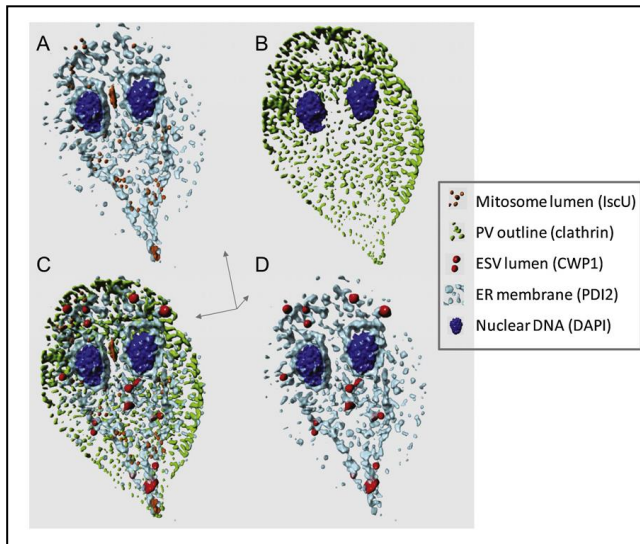 A
B
C
D
Mitosome lumen (IscU)
PV outline (clathrin)
ESV lumen (CWP1)
ER membrane (PDI2)
Nuclear DNA (DAPI)